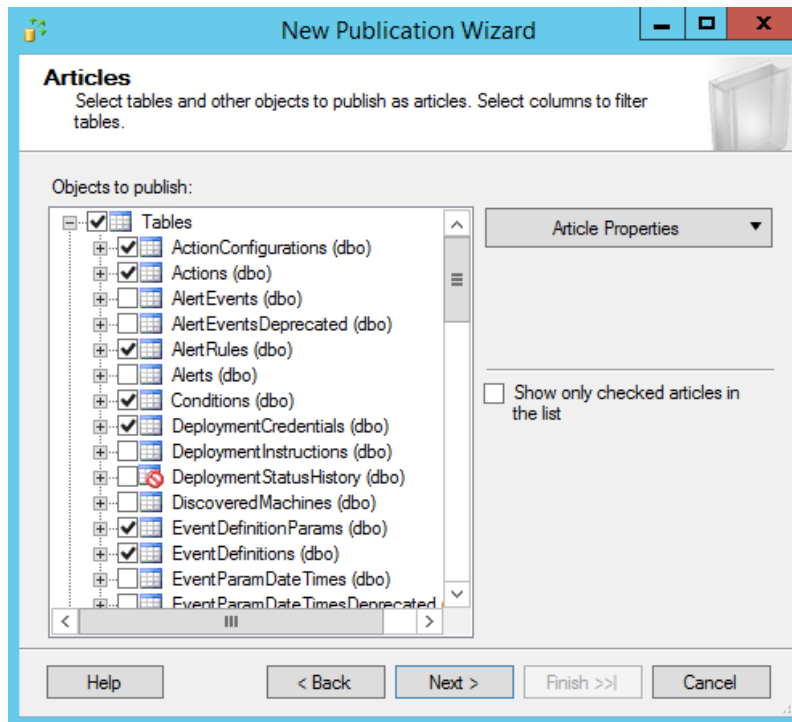 New Publication Wizard
Articles
Select tables and other objects to publish as articles. Select columns to filter
tables.
Objects to publish:
Tables
ActionConfigurations (dbo)
Actions (dbo)
AlertEvents (dbo)
AlertEventsDeprecated (dbo)
AlertRules (dbo)
Alerts (dbo)
Conditions (dbo)
DeploymentCredentials (dbo)
DeploymentInstructions (dbo)
DeploymentStatusHistory (dbo)
DiscoveredMachines (dbo)
EventDefinitionParams (dbo)
EventDefinitions (dbo)
EventParamDateTimes (dbo)
EventParamDateTimesDeprecated
Article Properties
Show only checked articles in
the list
Help
< Back
Next >
Finish >>|
Cancel